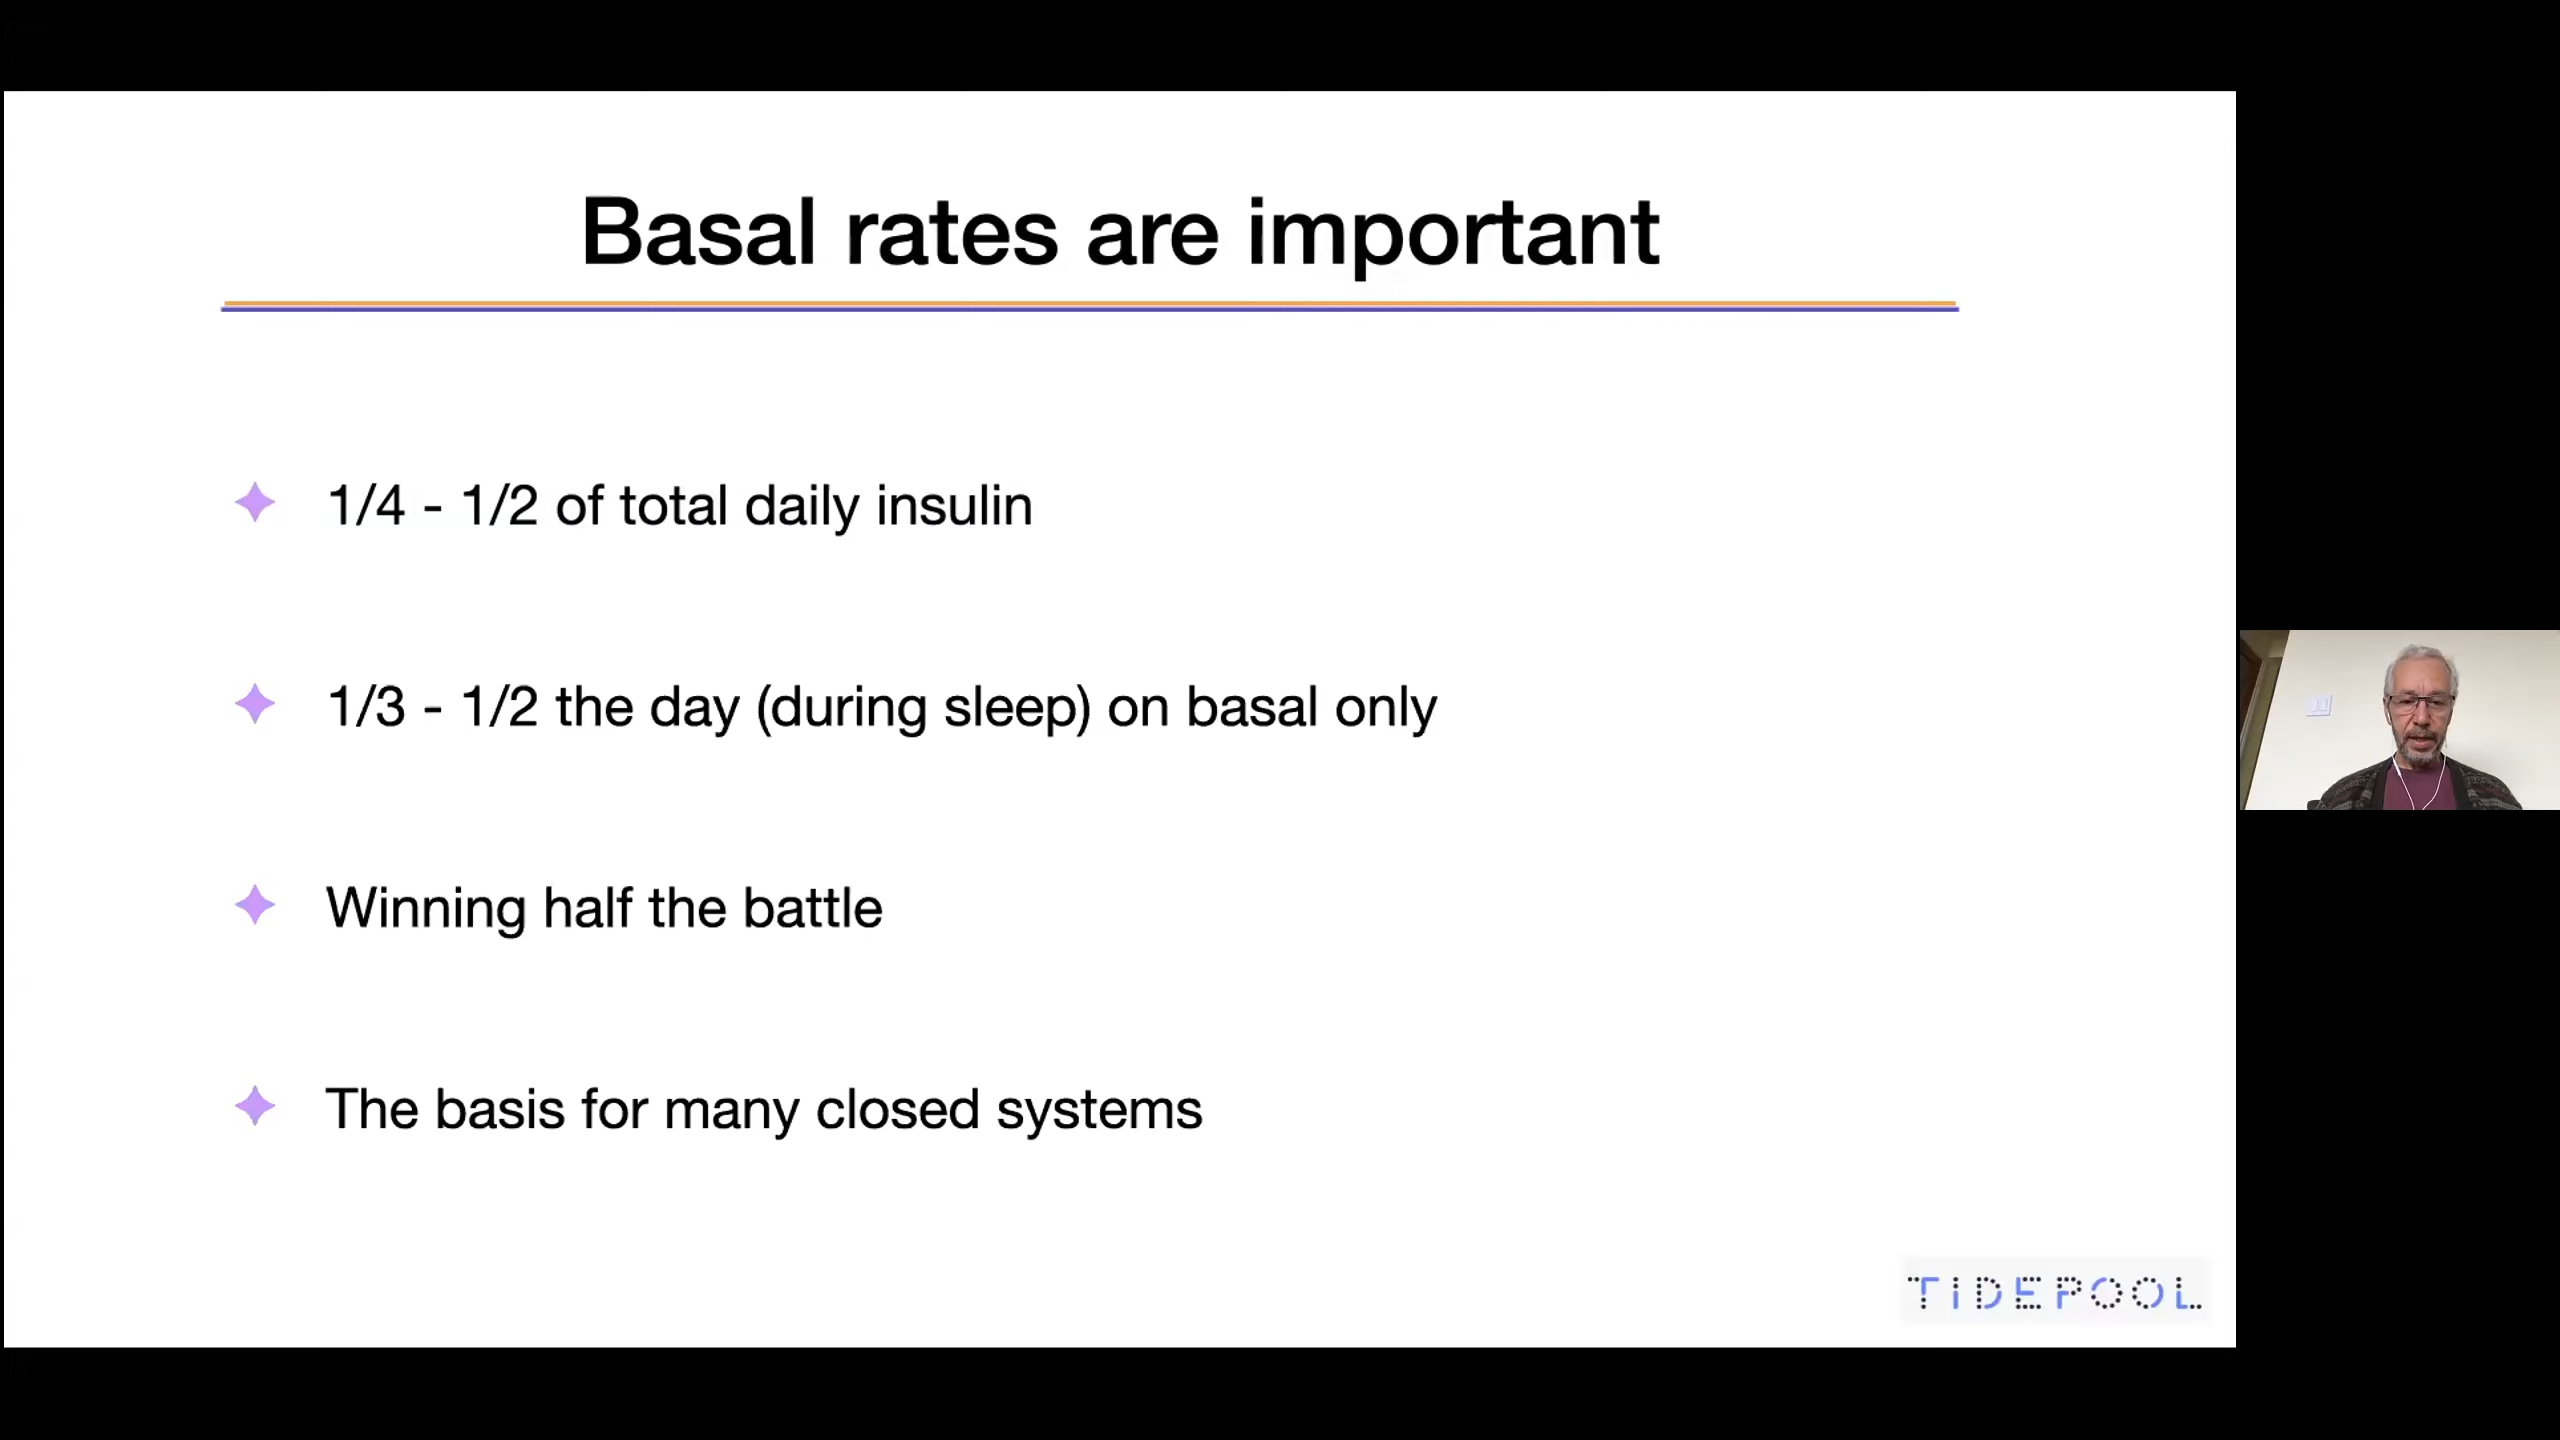 Basal rates are important
1/4 - 1/2 of total daily insulin
1/3 - 1/2 the day (during sleep) on basal only
Winning half the battle
The basis for many closed systems
TIDEPOOL